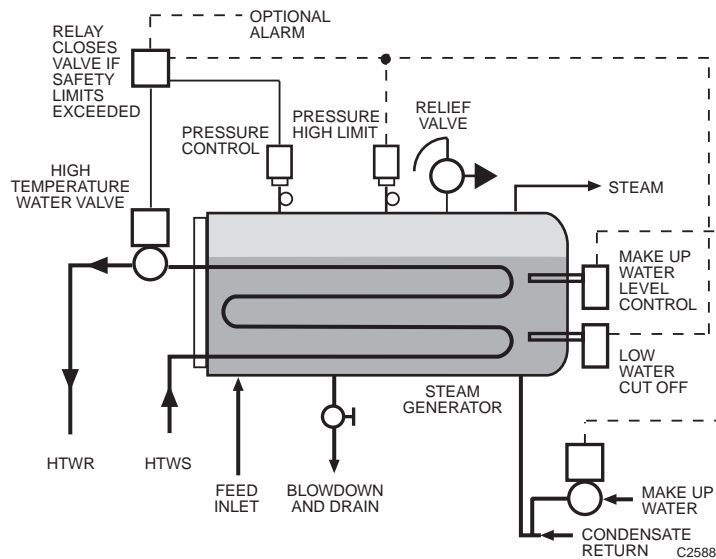 OPTIONAL
ALARM
RELAY
CLOSES
VALVE IF
SAFETY
LIMITS
EXCEEDED
PRESSURE
CONTROL
PRESSURE
HIGH LIMIT
RELIEF
VALVE
HIGH
TEMPERATURE
WATER VALVE
STEAM
MAKE UP
WATER
LEVEL
CONTROL
LOW
WATER
CUT OFF
STEAM
GENERATOR
HTWR
HTWS
FEED
INLET
BLOWDOWN
AND DRAIN
MAKE UP
WATER
CONDENSATE
RETURN
C2588